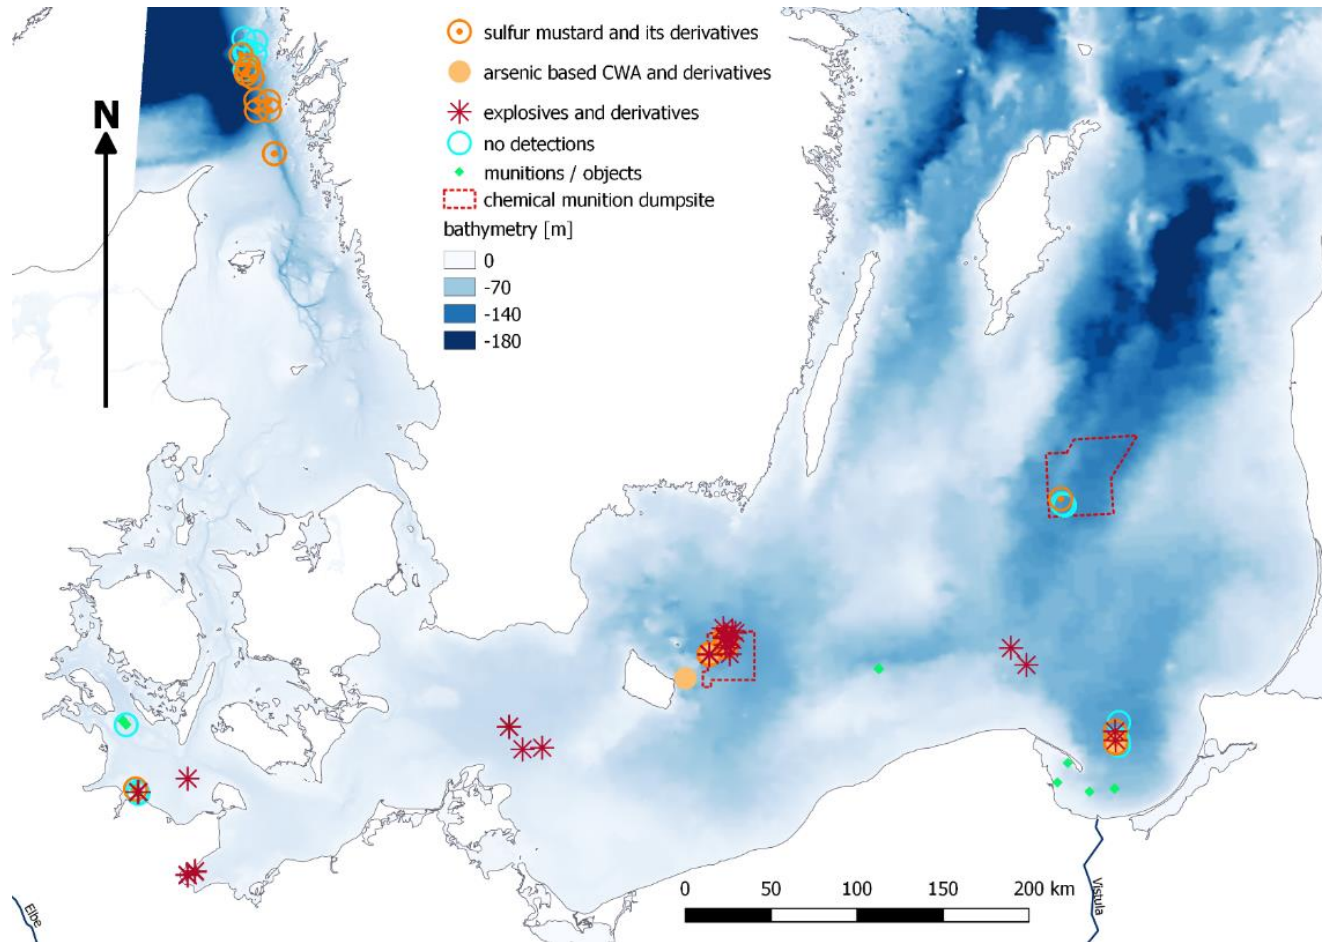 N
sulfur mustard and its derivatives
arsenic based CWA and derivatives
explosives and derivatives
no detections
munitions / objects
chemical munition dumpsite
bathymetry [m]
0
-70
-140
-180
0 50 100 150 200 km
Elbe
Vistula